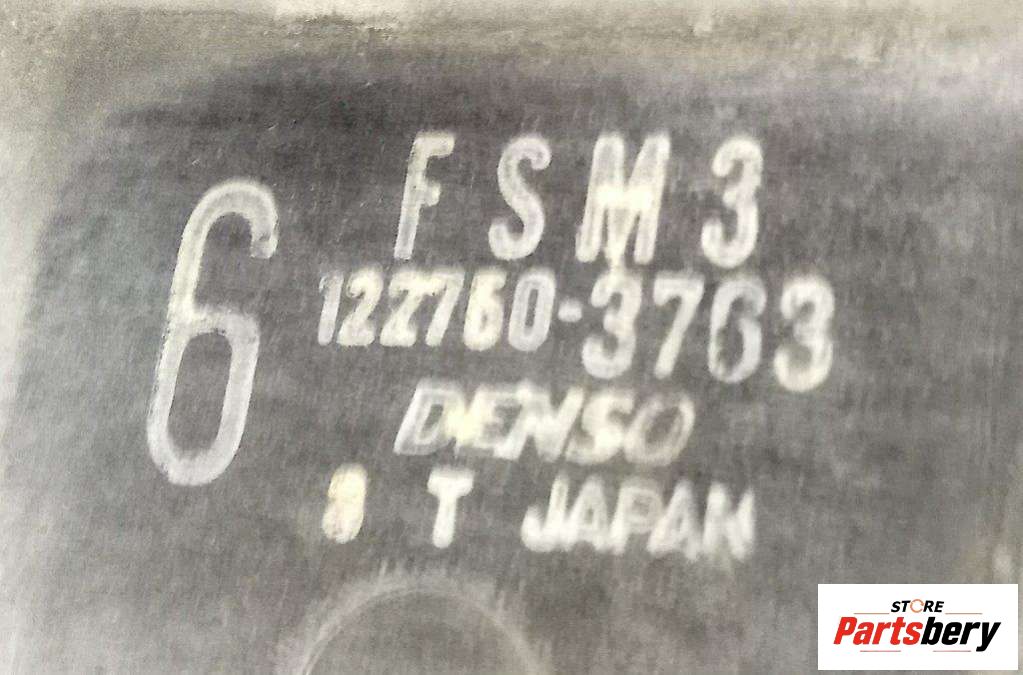 6
FSM3
122760-3763
DENSO
T JAPAN
STORE
Partsbery